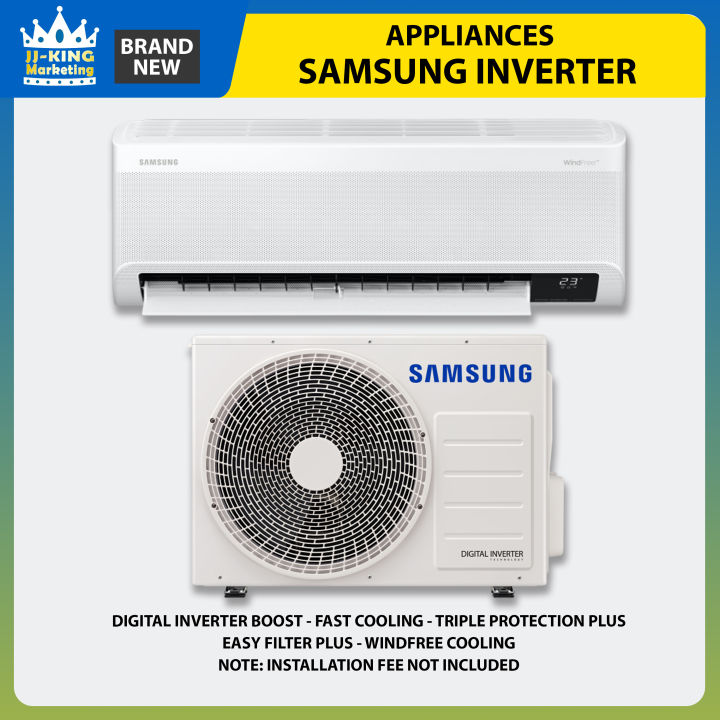 JJ-KING
Marketing
BRAND
NEW
APPLIANCES
SAMSUNG INVERTER
SAMSUNG
WindFree™
23°
SAMSUNG
DIGITAL INVERTER
TECHNOLOGY
DIGITAL INVERTER BOOST - FAST COOLING - TRIPLE PROTECTION PLUS
EASY FILTER PLUS - WINDFREE COOLING
NOTE: INSTALLATION FEE NOT INCLUDED